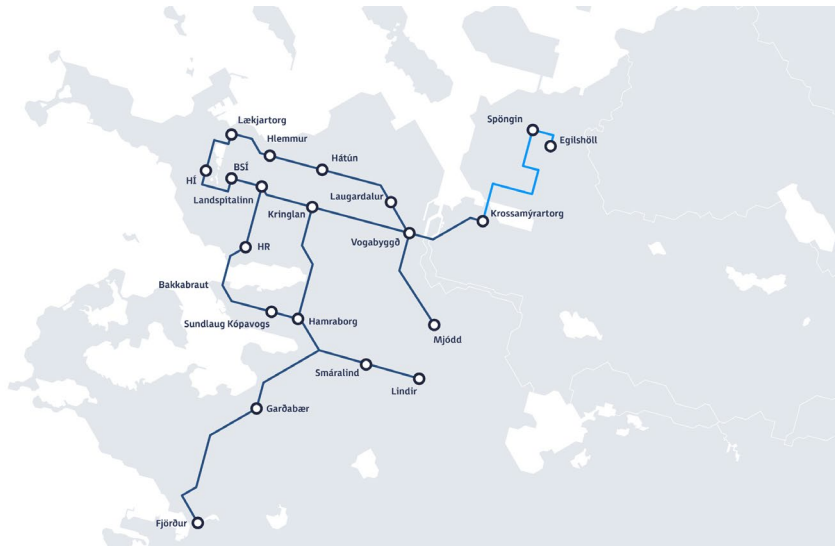 Spöngin
Lækjartorg
Hlemmur
Egilshöll
Hátún
BSÍ
HÍ
Laugardalur
Landspítalinn
Kringlan
Krossamýrartorg
Vogabyggð
HR
Bakkabraut
Sundlaug Kópavogs
Hamraborg
Mjódd
Smáralind
Lindir
Garðabær
Fjörður